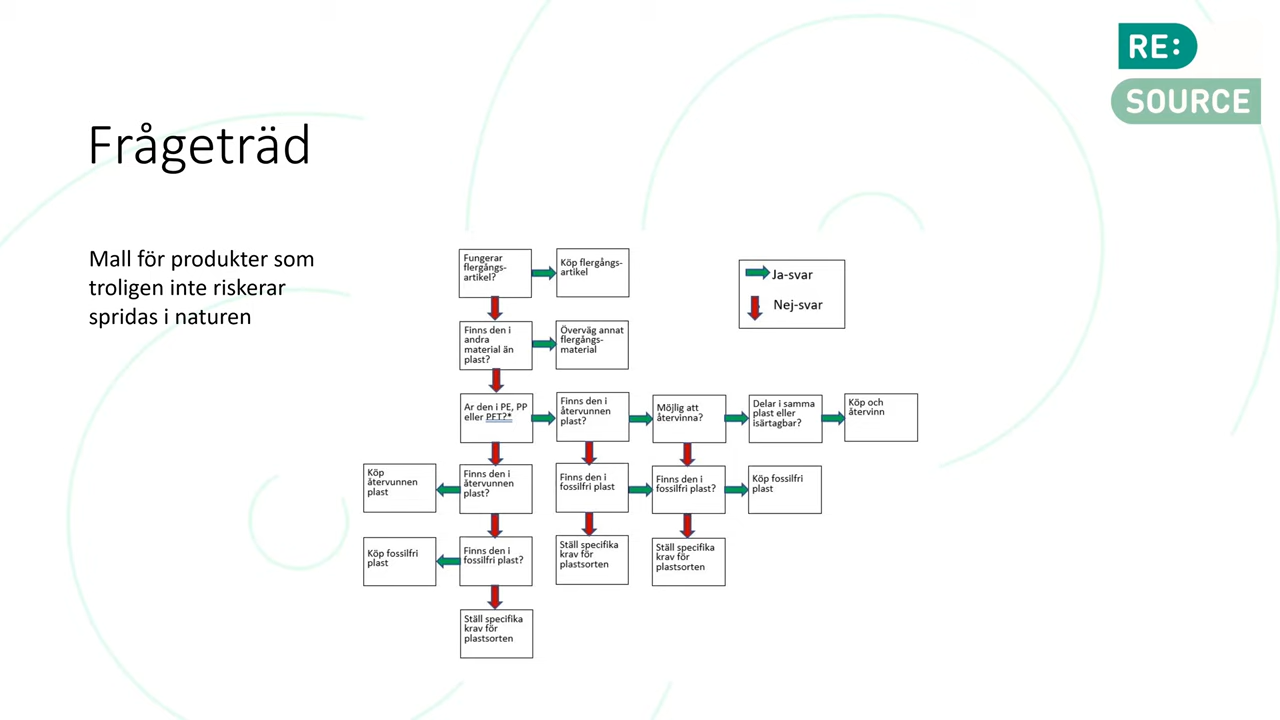 RE:
SOURCE
Frågeträd
Mall för produkter som
troligen inte riskerar
spridas i naturen
Fungerar
flergångs-
artikel?
Köp flergångs-
artikel
Ja-svar
Nej-svar
Finns den i
andra
material än
plast?
Överväg annat
flergångs-
material
Är den i PE, PP
eller PFT?*
Finns den i
återvunnen
plast?
Möjlig att
återvinna?
Delar i samma
plast eller
isärtagbar?
Köp och
återvinn
Köp
återvunnen
plast
Finns den i
återvunnen
plast?
Finns den i
fossilfri plast
Finns den i
fossilfri plast?
Köp fossilfri
plast
Köp fossilfri
plast
Finns den i
fossilfri plast?
Ställ specifika
krav för
plastsorten
Ställ specifika
krav för
plastsorten
Ställ specifika
krav för
plastsorten